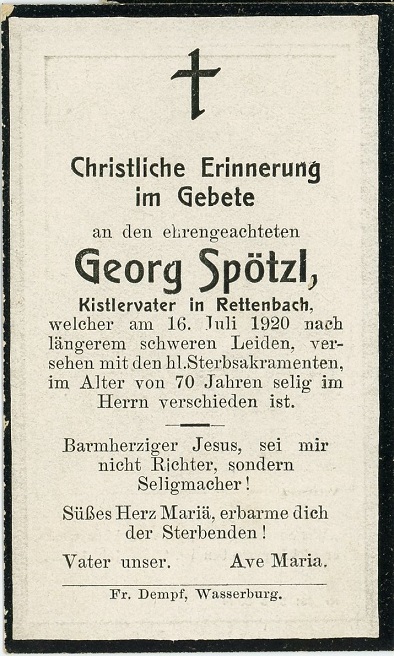 Christliche Erinnerung
im Gebete
an den ehrengeachteten
Georg Spötzl,
Kistlervater in Rettenbach,
welcher am 16. Juli 1920 nach
längerem schweren Leiden, ver-
sehen mit den hl. Sterbsakramenten,
im Alter von 70 Jahren selig im
Herrn verschieden ist.
Barmherziger Jesus, sei mir
nicht Richter, sondern
Seligmacher!
Süßes Herz Mariä, erbarme dich
der Sterbenden!
Vater unser. Ave Maria.
Fr. Dempf, Wasserburg.